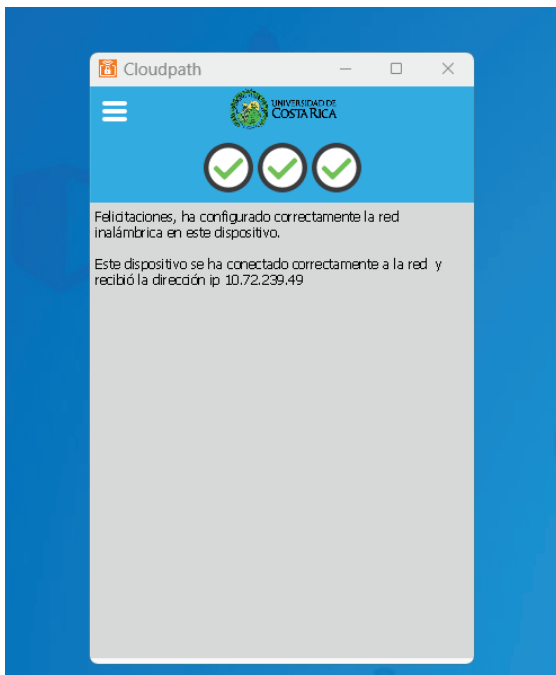 Cloudpath
UNIVERSIDAD DE
COSTA RICA
Felicitaciones, ha configurado correctamente la red
inalámbrica en este dispositivo.
Este dispositivo se ha conectado correctamente a la red y
recibió la dirección ip 10.72.239.49